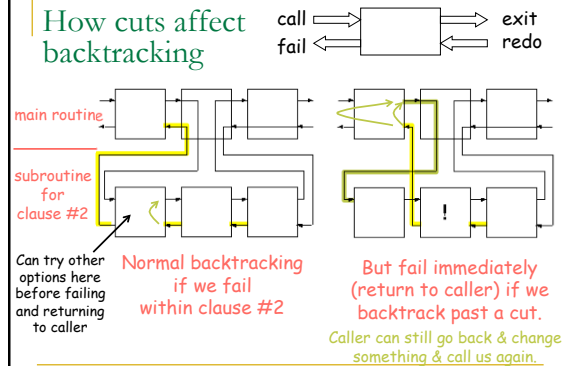 How cuts affect
backtracking
call
exit
fail
redo
main routine
subroutine
for
clause #2
!
Can try other
options here
before failing
and returning
to caller
Normal backtracking
if we fail
within clause #2
But fail immediately
(return to caller) if we
backtrack past a cut.
Caller can still go back & change
something & call us again.